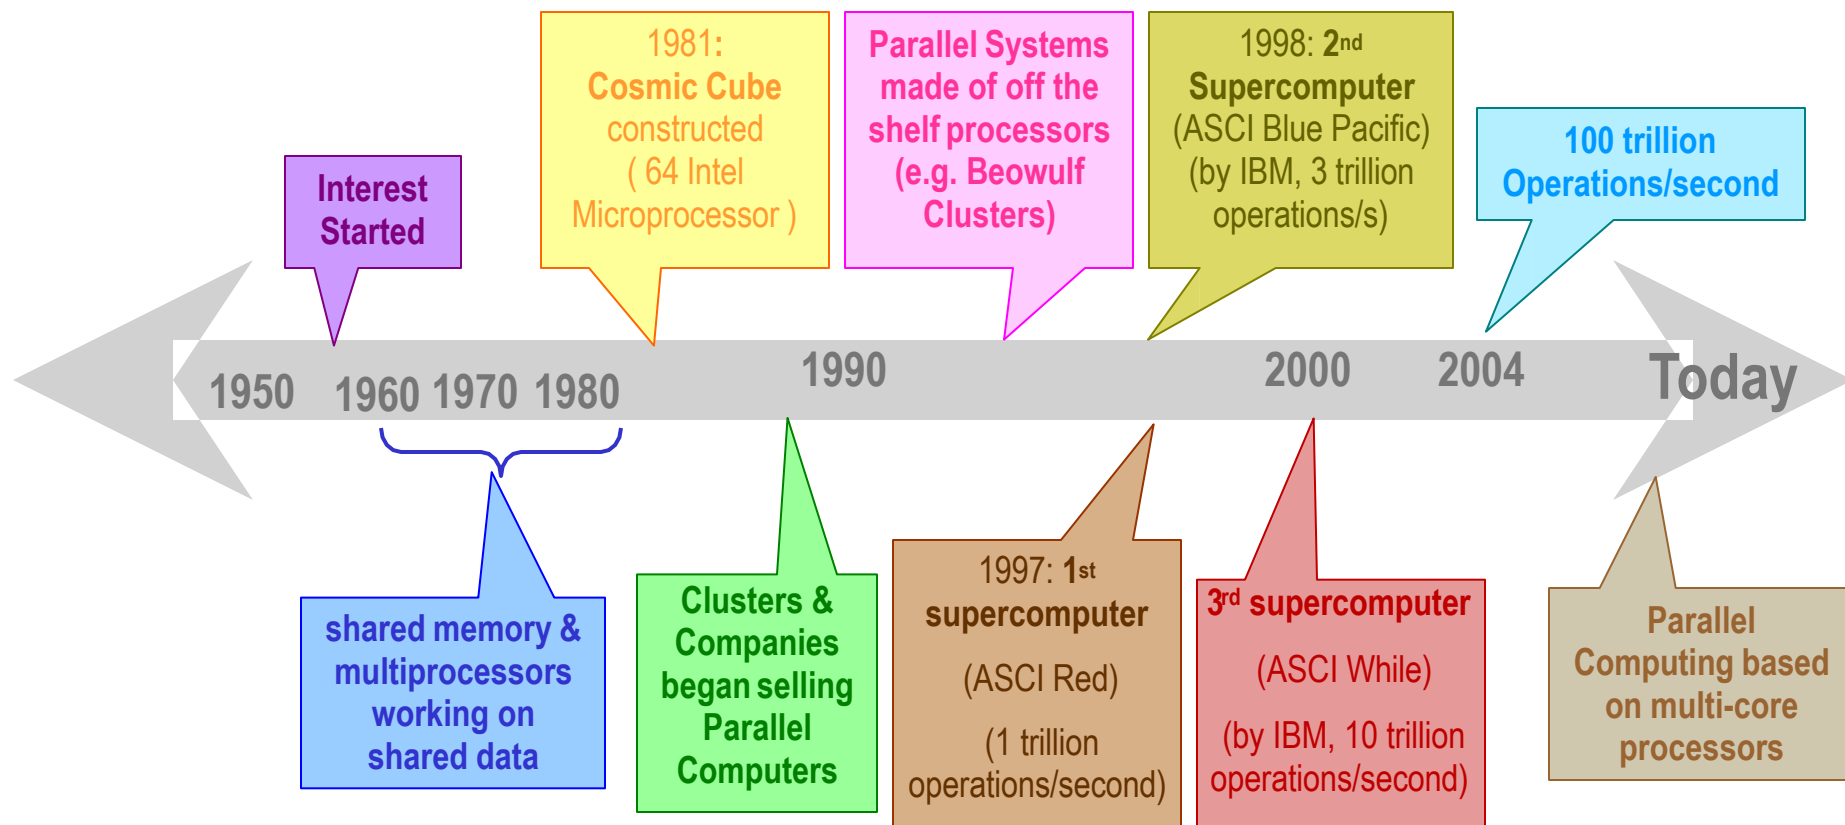 Interest
Started
1981:
Cosmic Cube
constructed
( 64 Intel
Microprocessor )
Parallel Systems
made of off the
shelf processors
(e.g. Beowulf
Clusters)
1998: 2nd
Supercomputer
(ASCI Blue Pacific)
(by IBM, 3 trillion
operations/s)
100 trillion
Operations/second
1950
1960
1970
1980
1990
2000
2004
Today
shared memory &
multiprocessors
working on
shared data
Clusters &
Companies
began selling
Parallel
Computers
1997: 1st
supercomputer
(ASCI Red)
(1 trillion
operations/second)
3rd supercomputer
(ASCI While)
(by IBM, 10 trillion
operations/second)
Parallel
Computing based
on multi-core
processors